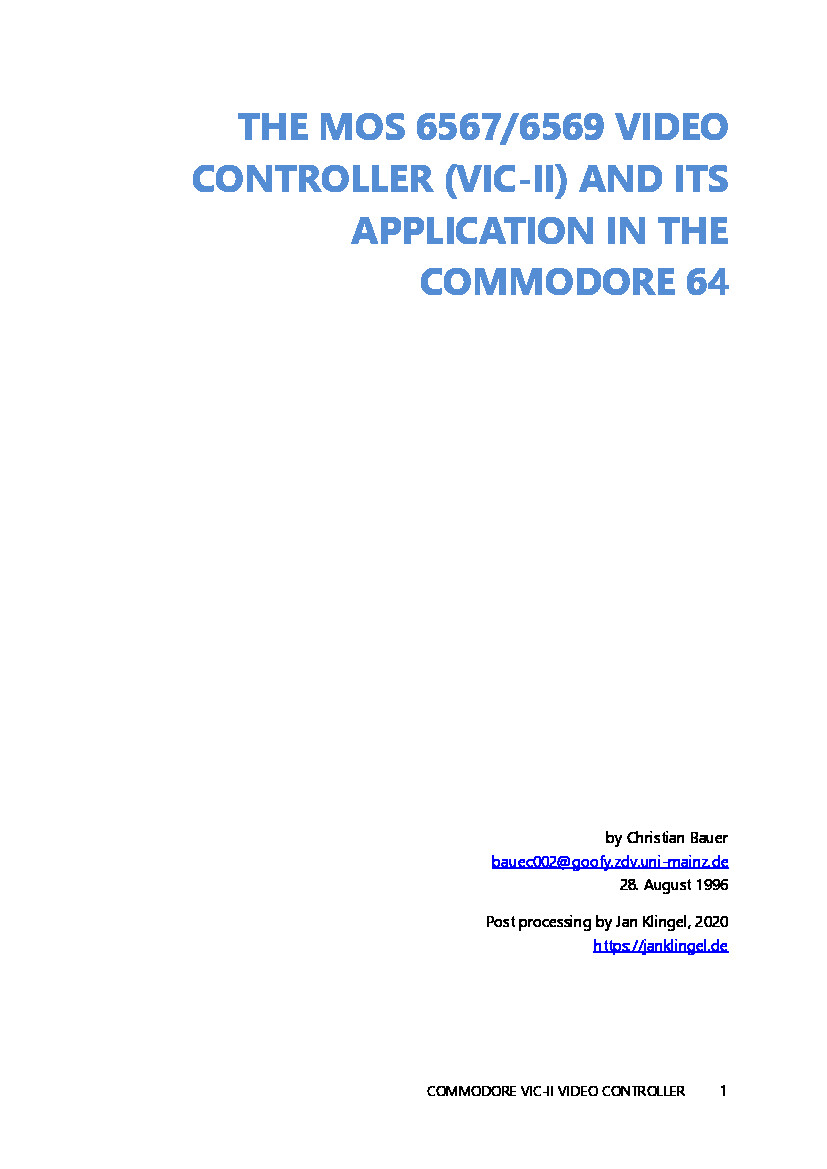 THE MOS 6567/6569 VIDEO
CONTROLLER (VIC-II) AND ITS
APPLICATION IN THE
COMMODORE 64
by Christian Bauer
bauec002@goofy.zdv.uni-mainz.de
28. August 1996
Post processing by Jan Klingel, 2020
https://janklingel.de
COMMODORE VIC-II VIDEO CONTROLLER 1